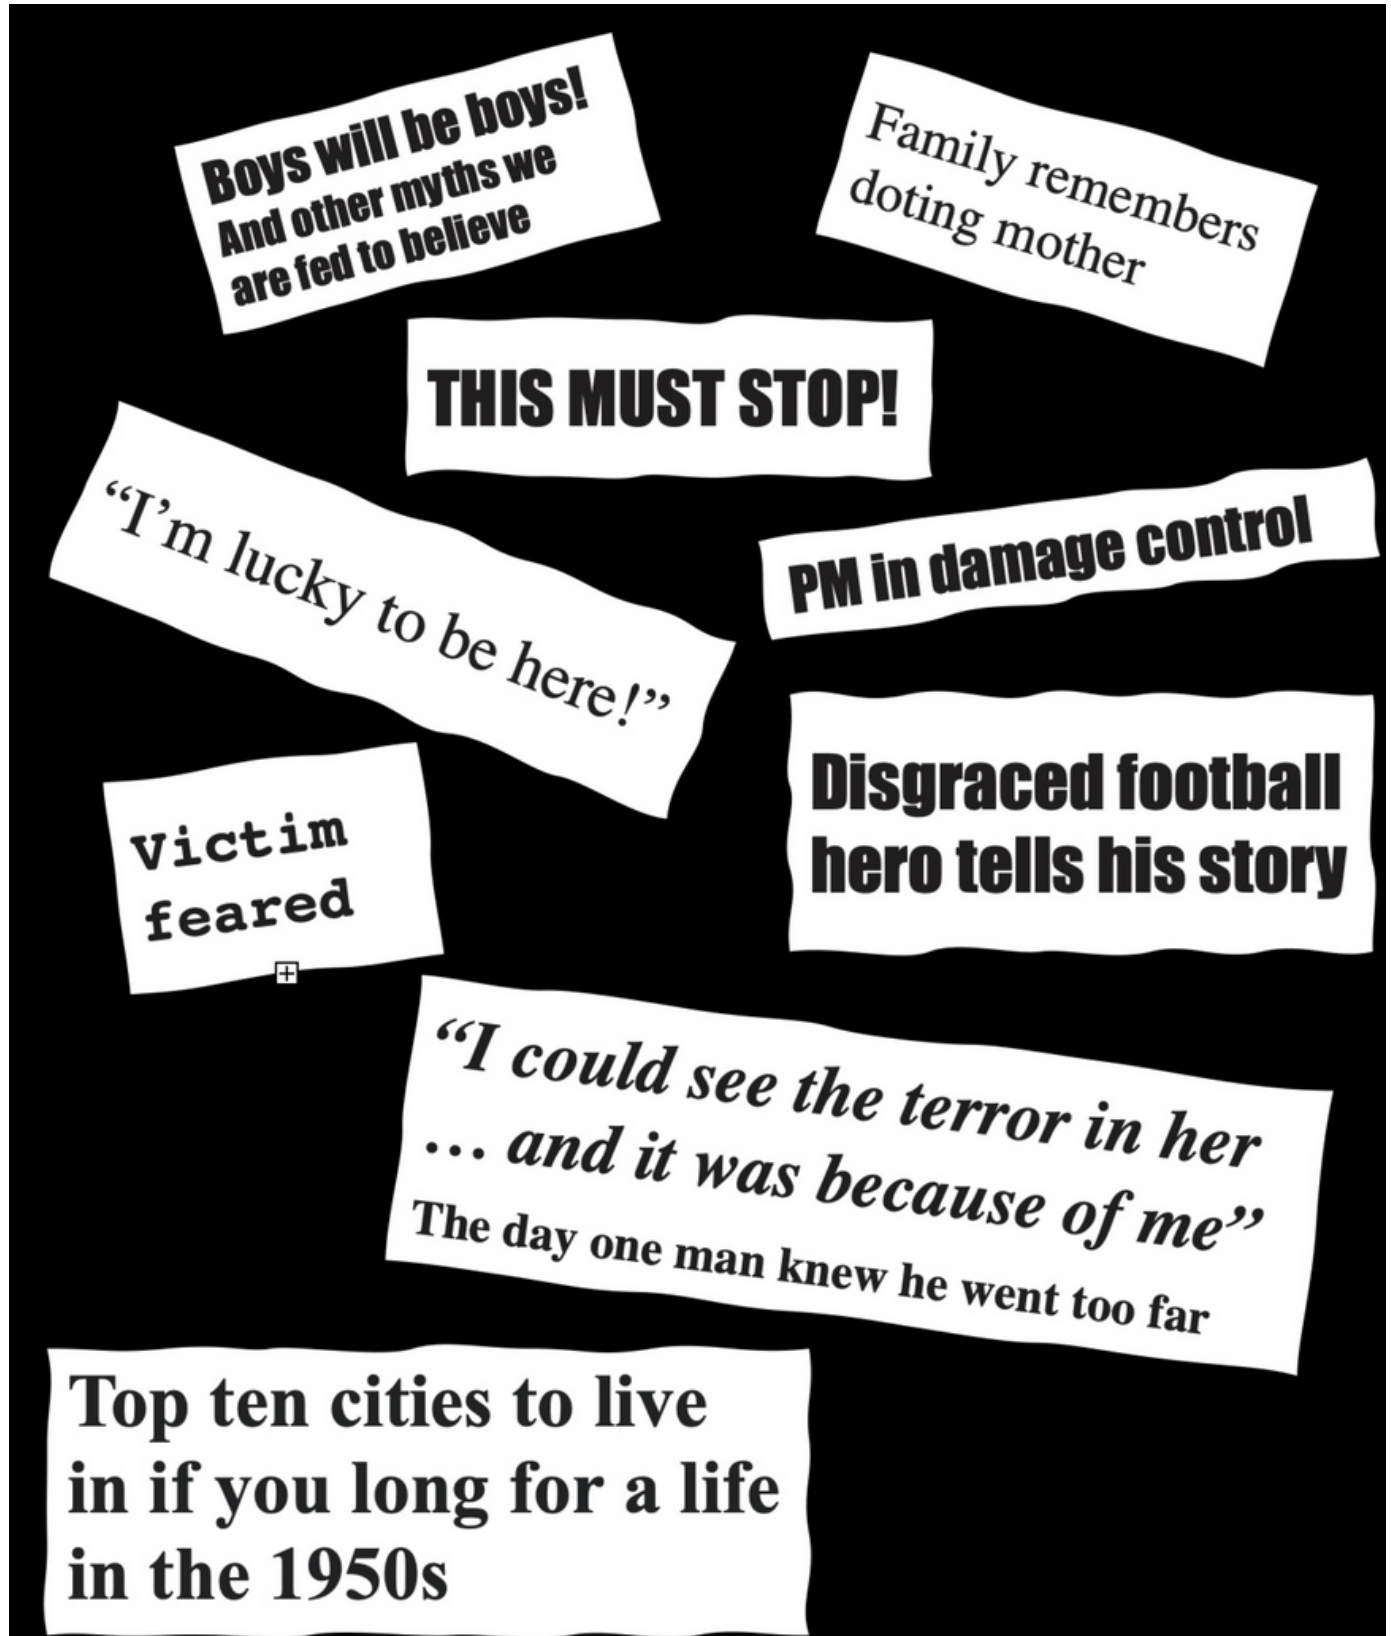 Boys will be boys!
And other myths we
are fed to believe
Family remembers
doting mother
THIS MUST STOP!
“I’m lucky to be here!”
PM in damage control
Disgraced football
hero tells his story
Victim
feared
“I could see the terror in her
… and it was because of me”
The day one man knew he went too far
Top ten cities to live
in if you long for a life
in the 1950s